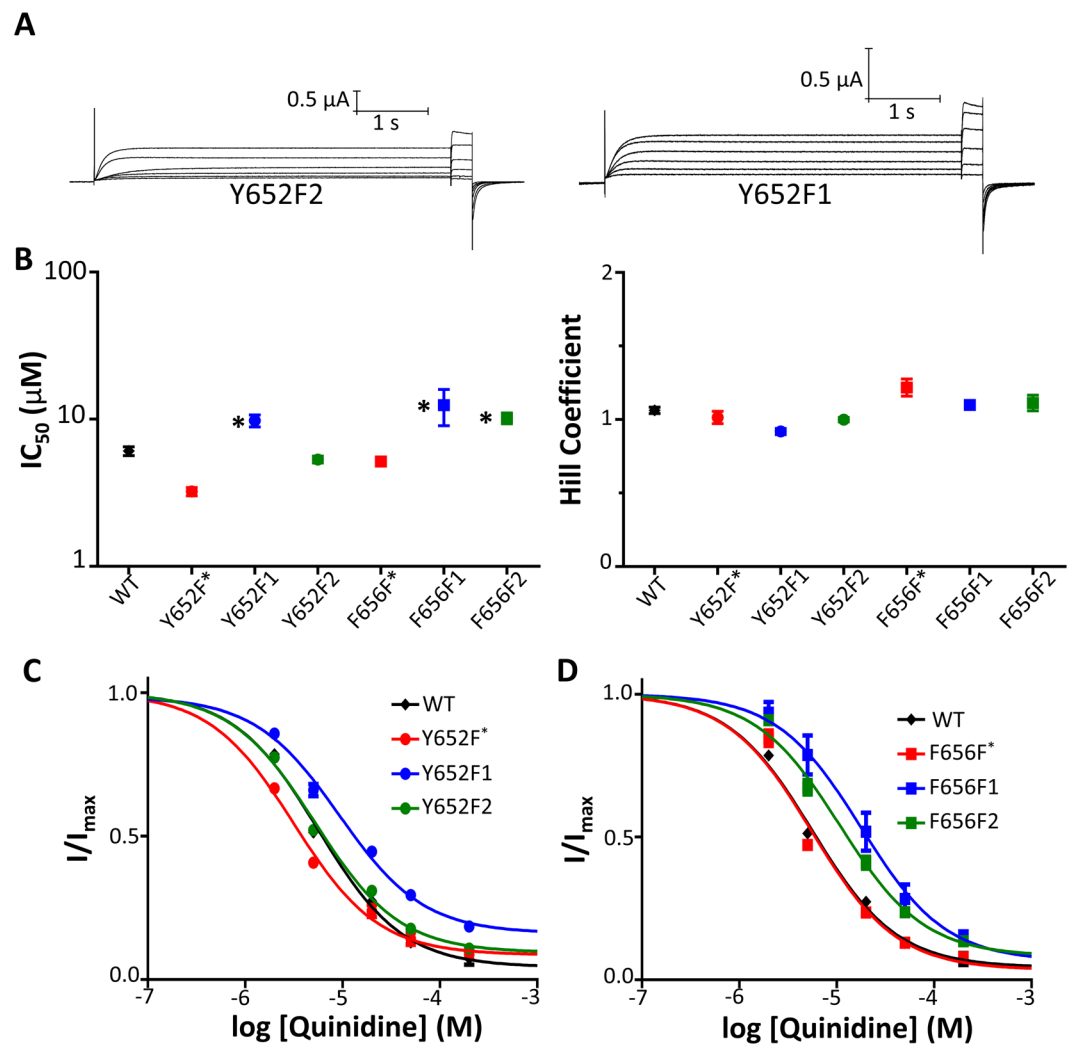 A
0.5 µA
1 s
Y652F2
0.5 µA
1 s
Y652F1
B
100
10
1
IC50 (µM)
WT
Y652F*
Y652F1
Y652F2
F656F*
F656F1
F656F2
*
*
*
2
1
0
Hill Coefficient
WT
Y652F*
Y652F1
Y652F2
F656F*
F656F1
F656F2
C
1.0
0.5
0.0
I/Imax
WT
Y652F*
Y652F1
Y652F2
-7
-6
-5
-4
-3
log [Quinidine] (M)
D
1.0
0.5
0.0
I/Imax
WT
F656F*
F656F1
F656F2
-7
-6
-5
-4
-3
log [Quinidine] (M)